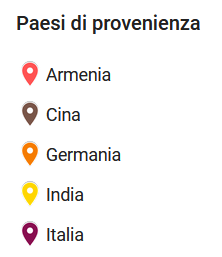 Paesi di provenienza
Armenia
Cina
Germania
India
Italia